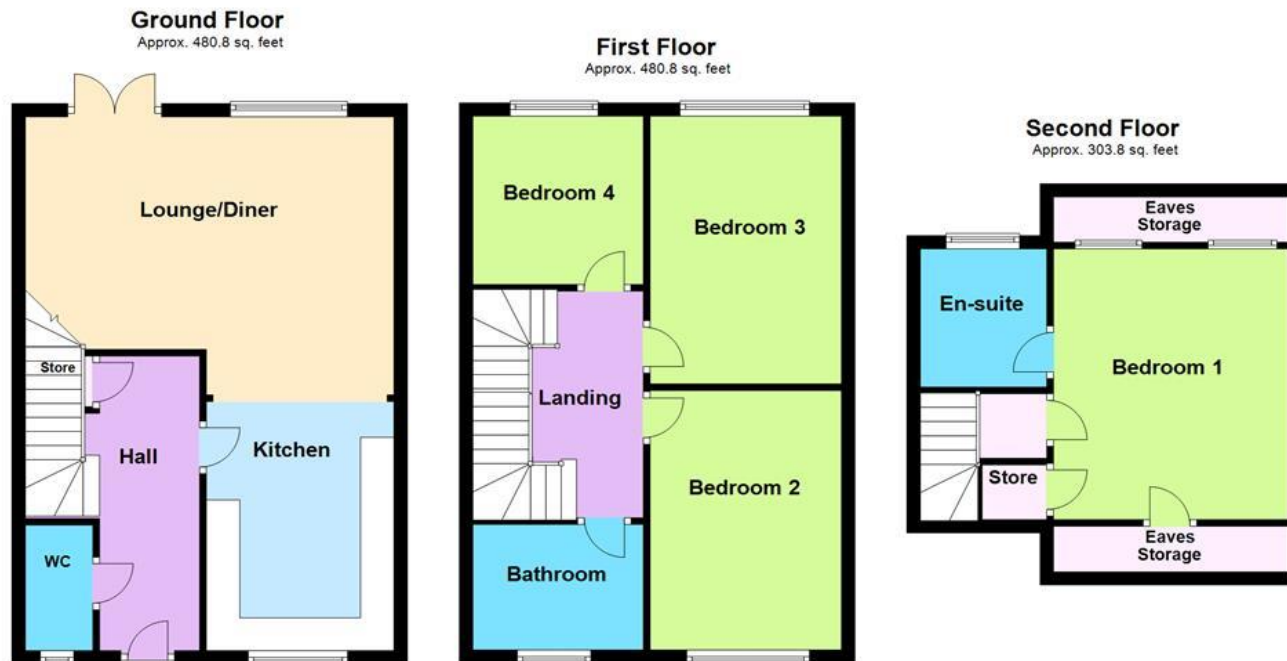 Ground Floor
Approx. 480.8 sq. feet
Lounge/Diner
Store
Hall
Kitchen
WC
First Floor
Approx. 480.8 sq. feet
Bedroom 4
Bedroom 3
Landing
Bedroom 2
Bathroom
Second Floor
Approx. 303.8 sq. feet
Eaves
Storage
En-suite
Bedroom 1
Store
Eaves
Storage